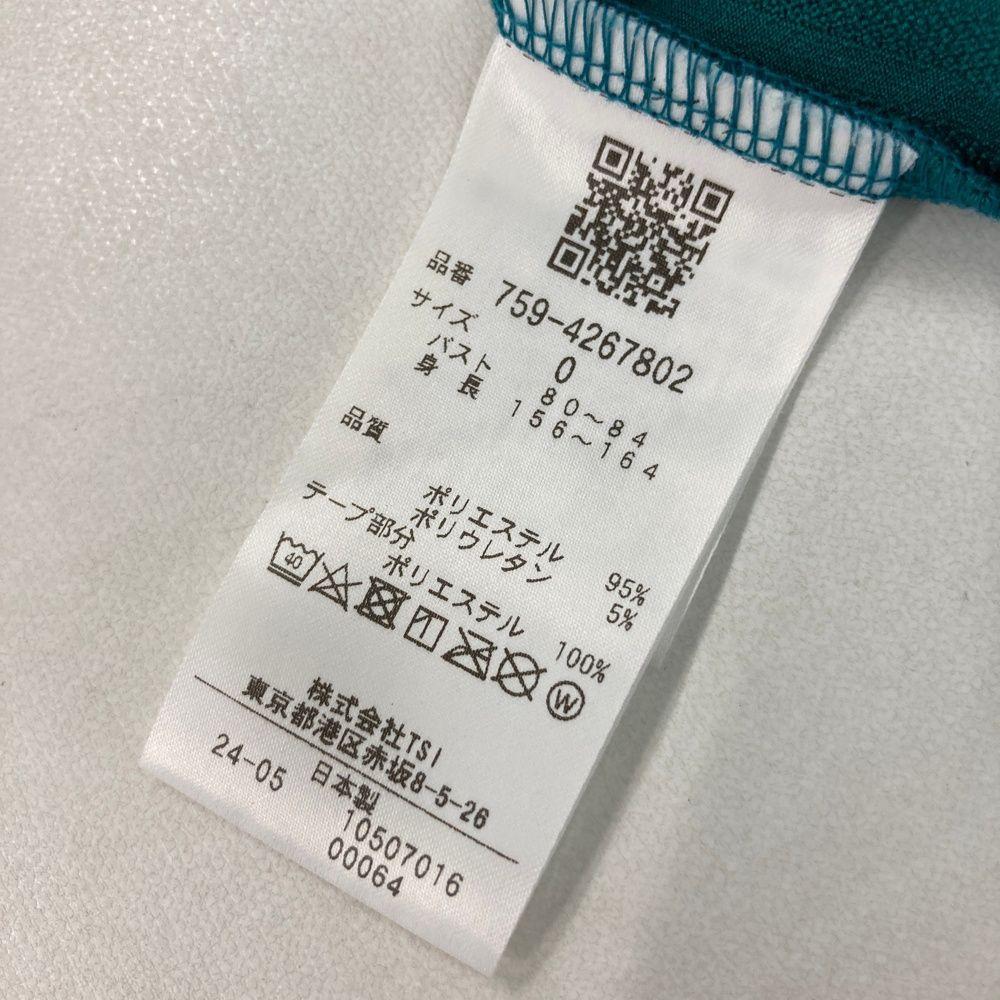 品番 759-4267802
サイズ 0
バスト 80～84
身長 156～164
品質
ポリエステル 95%
ポリウレタン 5%
テープ部分
ポリエステル 100%
40
W
株式会社TSI
東京都港区赤坂8-5-26
24-05 日本製
10507016
00064